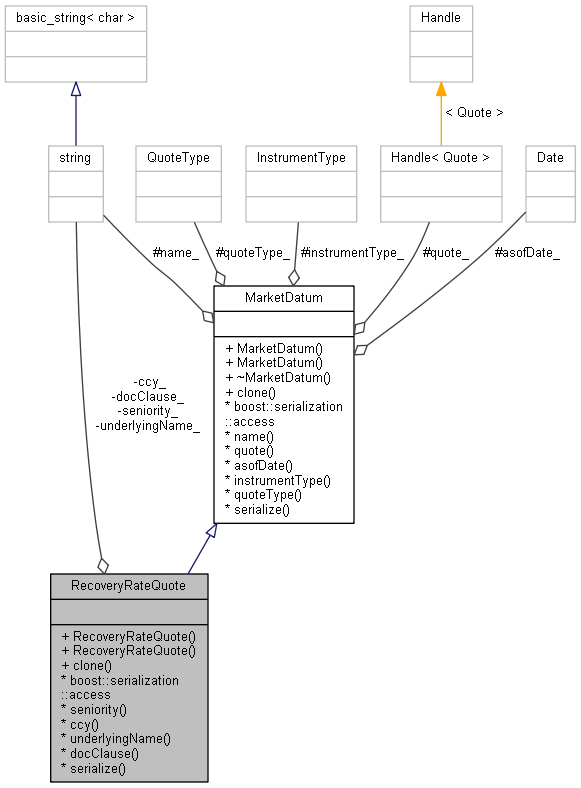 basic_string< char >
Handle
< Quote >
string
QuoteType
InstrumentType
Handle< Quote >
Date
#name_
#quoteType_
#instrumentType_
#quote_
#asofDate_
MarketDatum
+ MarketDatum()
+ MarketDatum()
+ ~MarketDatum()
+ clone()
* boost::serialization
::access
* name()
* quote()
* asofDate()
* instrumentType()
* quoteType()
* serialize()
-ccy_
-docClause_
-seniority_
-underlyingName_
RecoveryRateQuote
+ RecoveryRateQuote()
+ RecoveryRateQuote()
+ clone()
* boost::serialization
::access
* seniority()
* ccy()
* underlyingName()
* docClause()
* serialize()